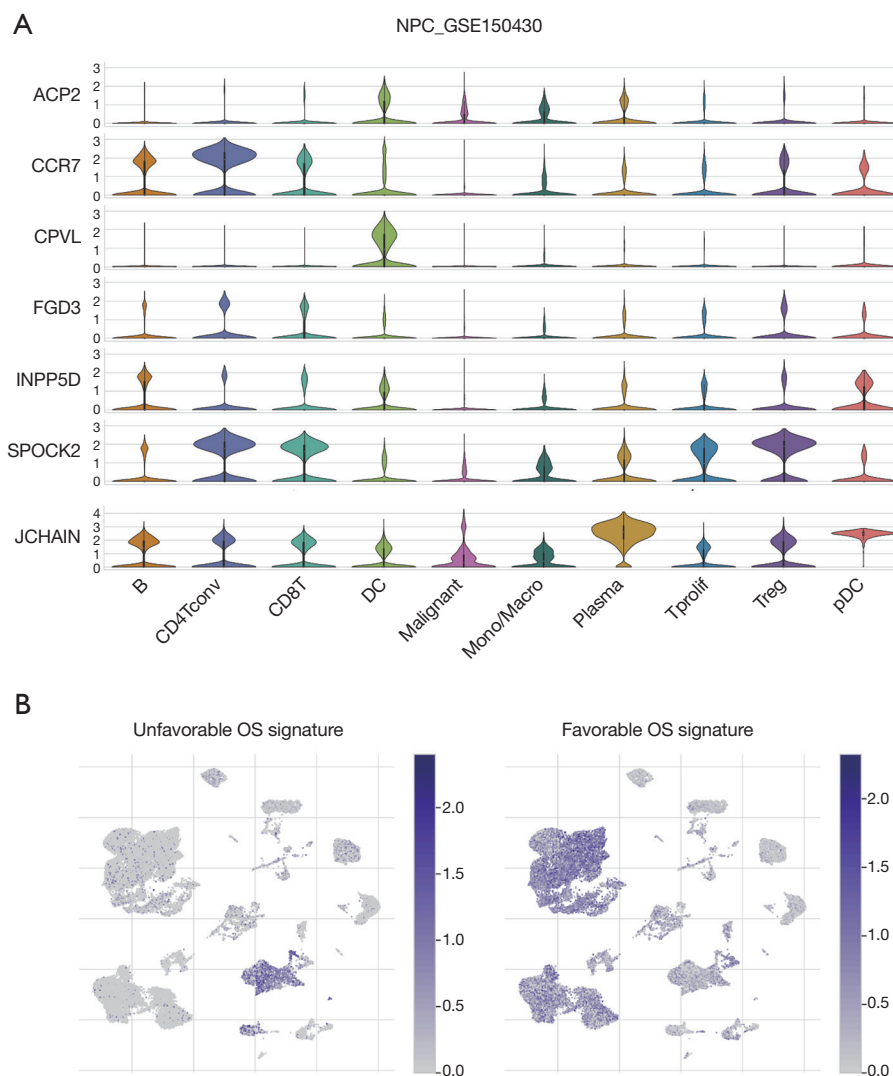 A
NPC_GSE150430
ACP2
3
2
1
0
CCR7
3
2
1
0
CPVL
3
2
1
0
FGD3
3
2
1
0
INPP5D
3
2
1
0
SPOCK2
3
2
1
0
JCHAIN
4
3
2
1
0
B
CD4Tconv
CD8T
DC
Malignant
Mono/Macro
Plasma
Tprolif
Treg
pDC
B
Unfavorable OS signature
Favorable OS signature
2.0
1.5
1.0
0.5
0.0
2.0
1.5
1.0
0.5
0.0